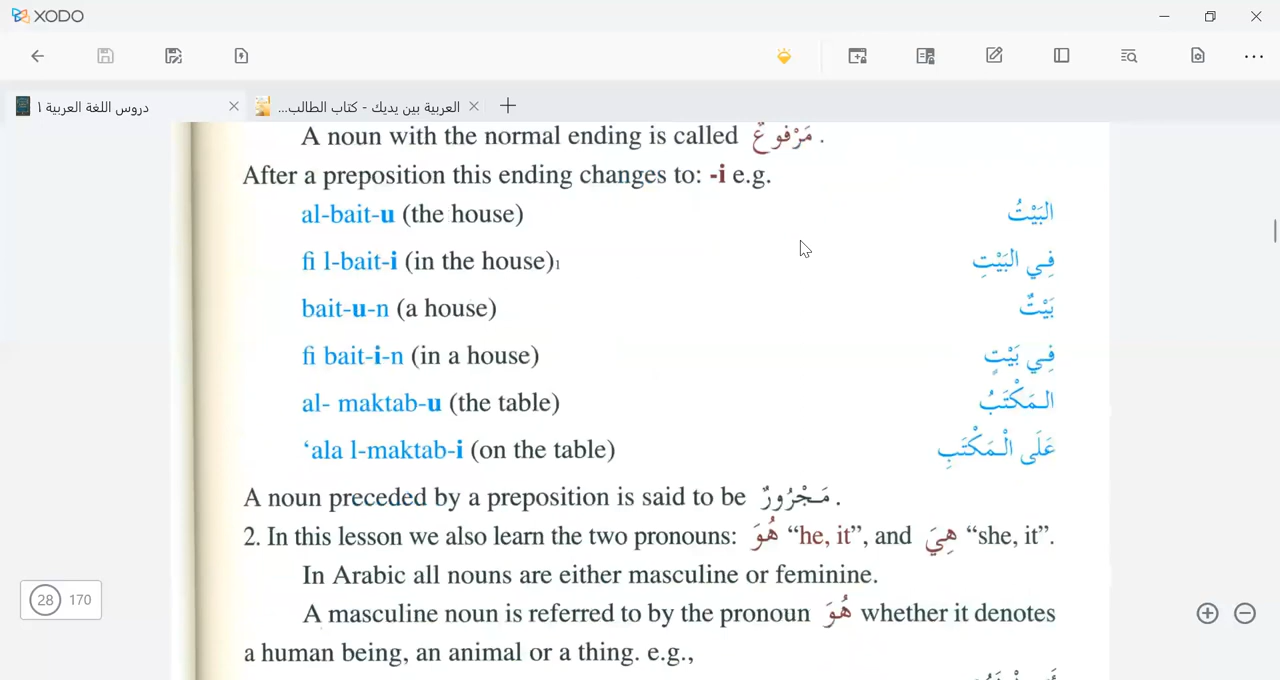 XODO
دروس اللغة العربية ١
العربية بين يديك - كتاب الطالب...
A noun with the normal ending is called مَرْفوعٌ .
After a preposition this ending changes to: -i e.g.
al-bait-u (the house) البَيْتُ
fi l-bait-i (in the house)1 فِي البَيْتِ
bait-u-n (a house) بَيْتٌ
fi bait-i-n (in a house) فِي بَيْتٍ
al- maktab-u (the table) الـمَكْتَبُ
‘ala l-maktab-i (on the table) عَلَى الْـمَكْتَبِ
A noun preceded by a preposition is said to be مَـجْرُورٌ .
2. In this lesson we also learn the two pronouns: هُوَ “he, it”, and هِيَ “she, it”.
In Arabic all nouns are either masculine or feminine.
A masculine noun is referred to by the pronoun هُوَ whether it denotes
a human being, an animal or a thing. e.g.,
28 170